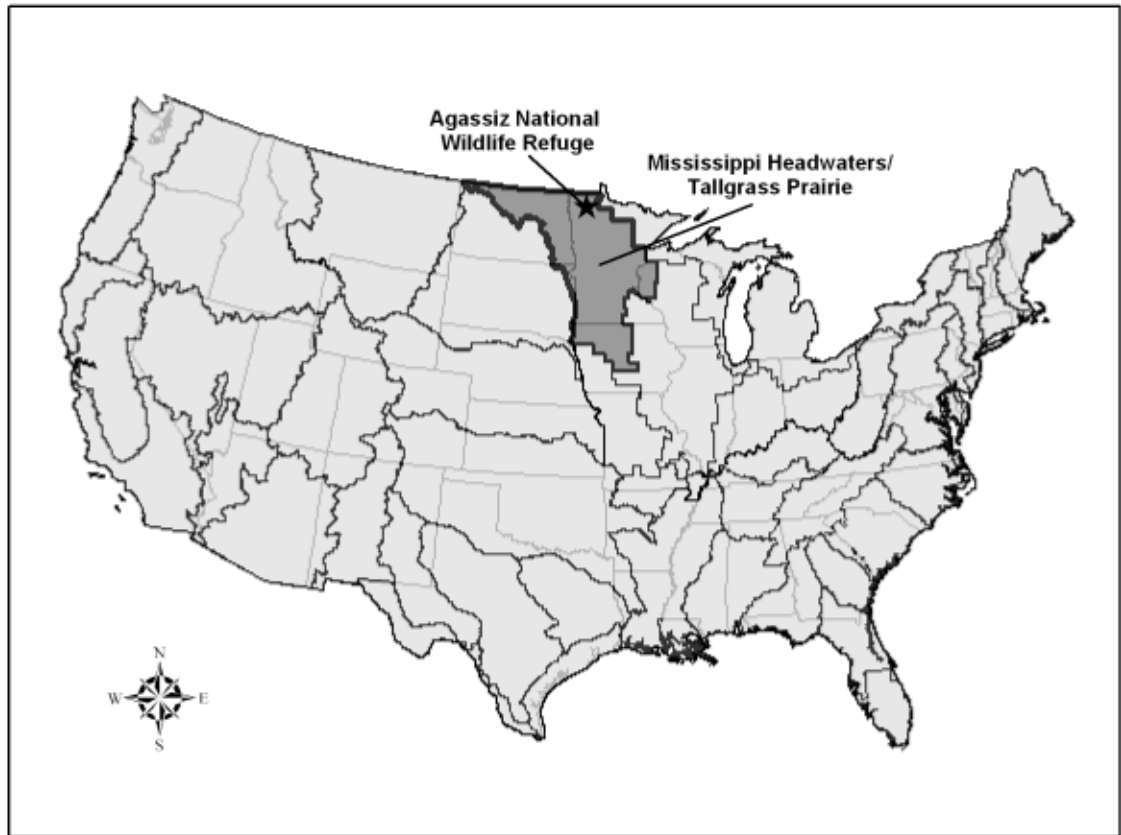 Agassiz National
Wildlife Refuge
Mississippi Headwaters/
Tallgrass Prairie
N
W E
S